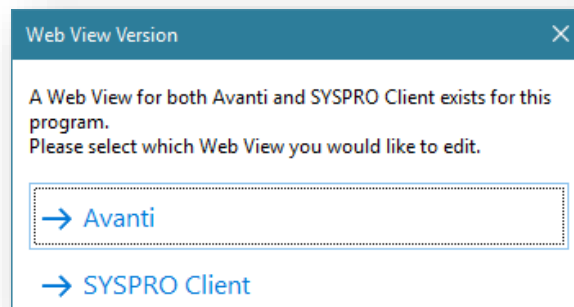 Web View Version
A Web View for both Avanti and SYSPRO Client exists for this
program.
Please select which Web View you would like to edit.
Avanti
SYSPRO Client